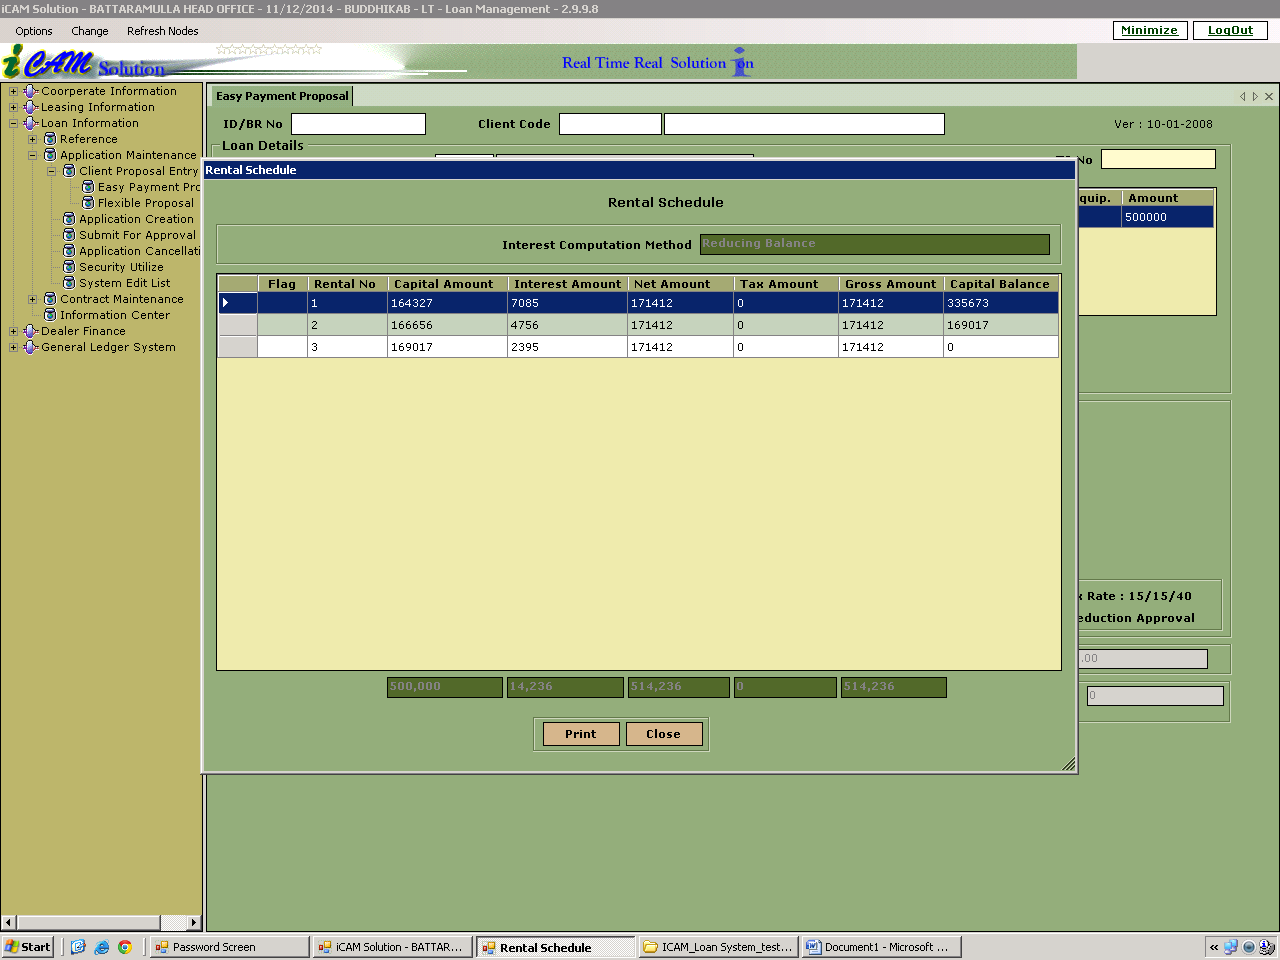 iCAM Solution - BATTARAMULLA HEAD OFFICE - 11/12/2014 - BUDDHIKAB - LT - Loan Management - 2.9.9.8
Options Change Refresh Nodes Minimize LogOut
iCAM Solution Real Time Real Solution on
Coorperate Information
Leasing Information
Loan Information
Reference
Application Maintenance
Client Proposal Entry
Easy Payment Pro
Flexible Proposal
Application Creation
Submit For Approval
Application Cancellati
Security Utilize
System Edit List
Contract Maintenance
Information Center
Dealer Finance
General Ledger System
Easy Payment Proposal
ID/BR No Client Code Ver : 10-01-2008
Loan Details
No
quip. Amount
500000
Rental Schedule
Rental Schedule
Interest Computation Method Reducing Balance
Flag Rental No Capital Amount Interest Amount Net Amount Tax Amount Gross Amount Capital Balance
1 164327 7085 171412 0 171412 335673
2 166656 4756 171412 0 171412 169017
3 169017 2395 171412 0 171412 0
500,000 14,236 514,236 0 514,236
Print Close
x Rate : 15/15/40
eduction Approval
.00
0
Start Password Screen iCAM Solution - BATTAR... Rental Schedule ICAM_Loan System_test... Document1 - Microsoft ...